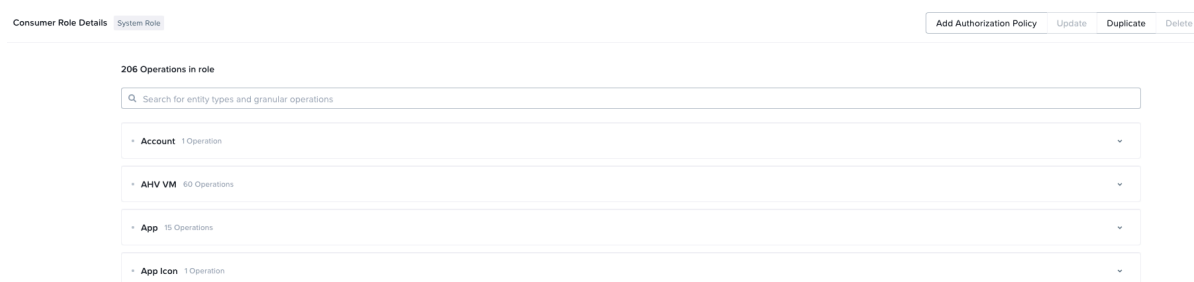 Consumer Role Details System Role Add Authorization Policy Update Duplicate Delete
206 Operations in role
Search for entity types and granular operations
Account 1 Operation
AHV VM 60 Operations
App 15 Operations
App Icon 1 Operation